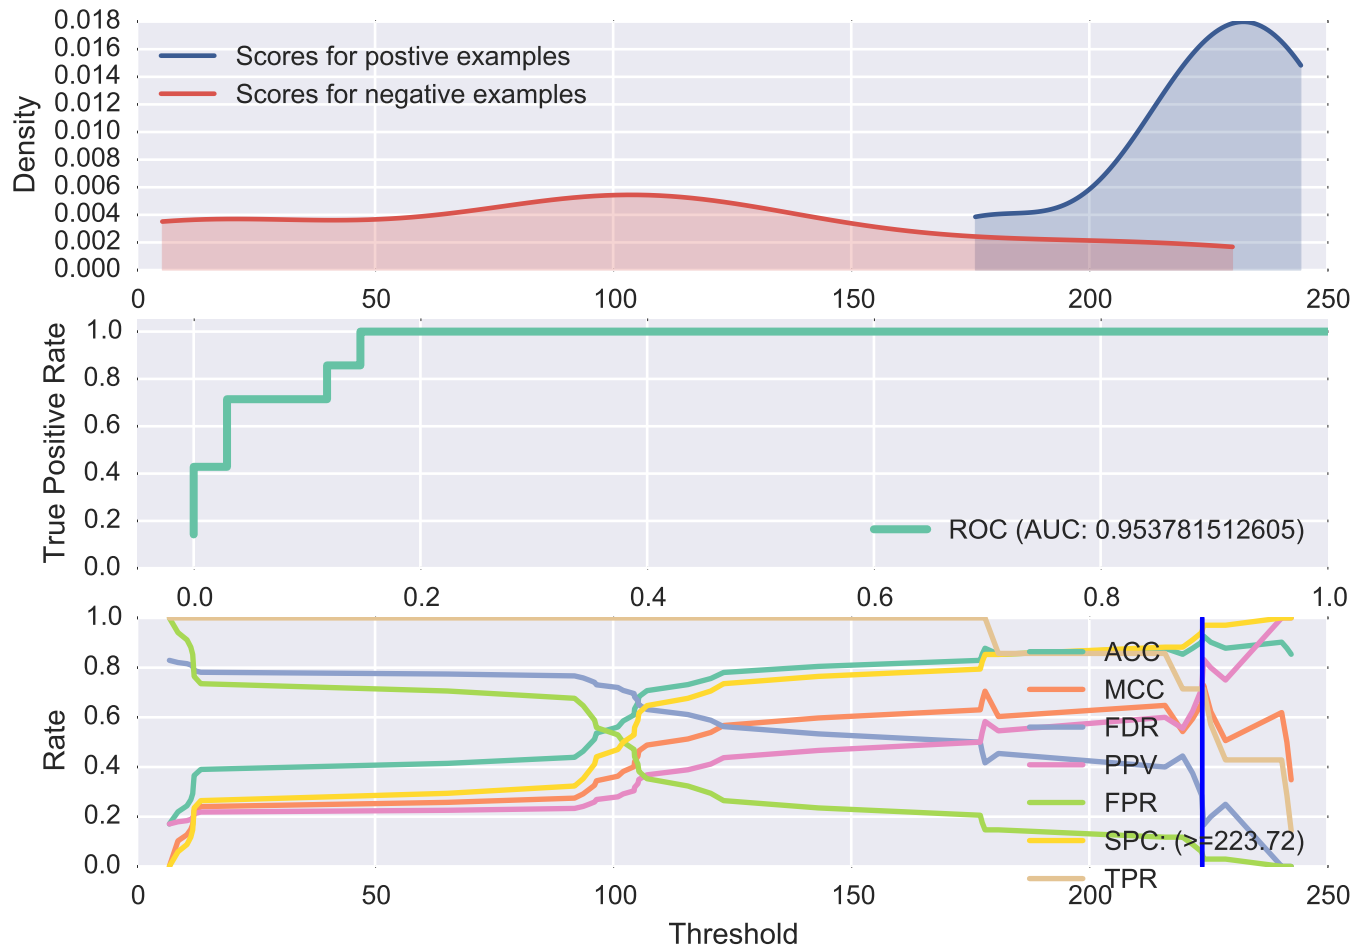 0.018
0.016
0.014
0.012
0.010
0.008
0.006
0.004
0.002
0.000
Density
Scores for postive examples
Scores for negative examples
0 50 100 150 200 250
1.0
0.8
0.6
0.4
0.2
0.0
True Positive Rate
ROC (AUC: 0.953781512605)
0.0 0.2 0.4 0.6 0.8 1.0
1.0
0.8
0.6
0.4
0.2
0.0
Rate
ACC
MCC
FDR
PPV
FPR
SPC: (>=223.72)
TPR
0 50 100 150 200 250
Threshold